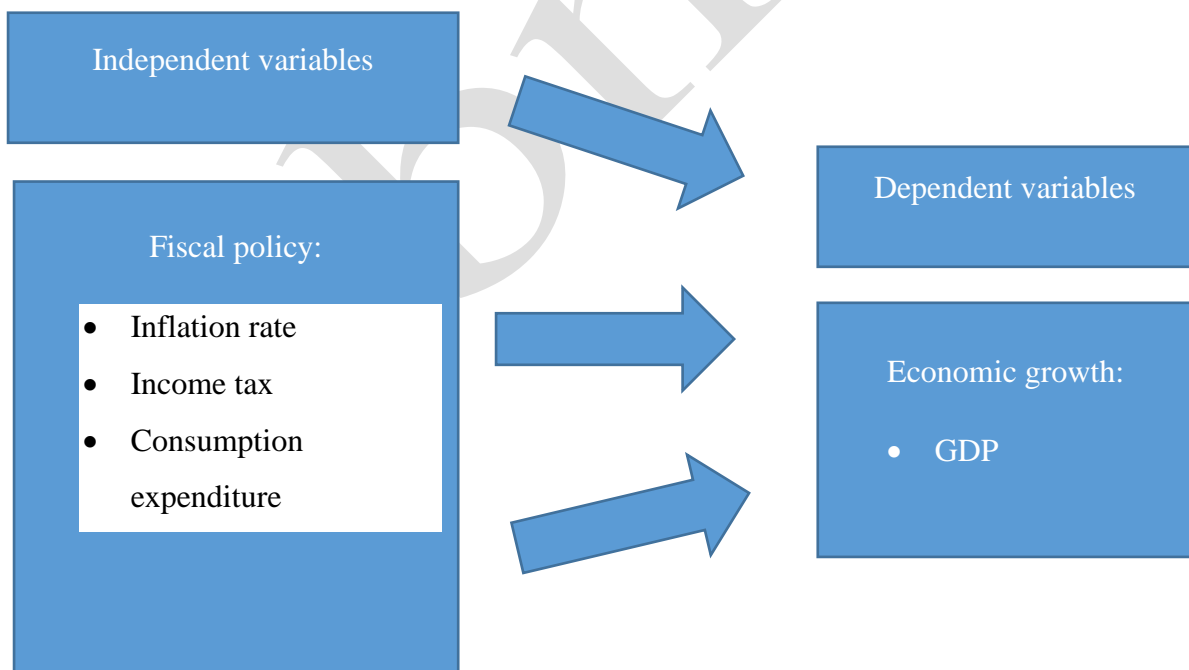 Independent variables
Fiscal policy:
• Inflation rate
• Income tax
• Consumption
expenditure
Dependent variables
Economic growth:
• GDP